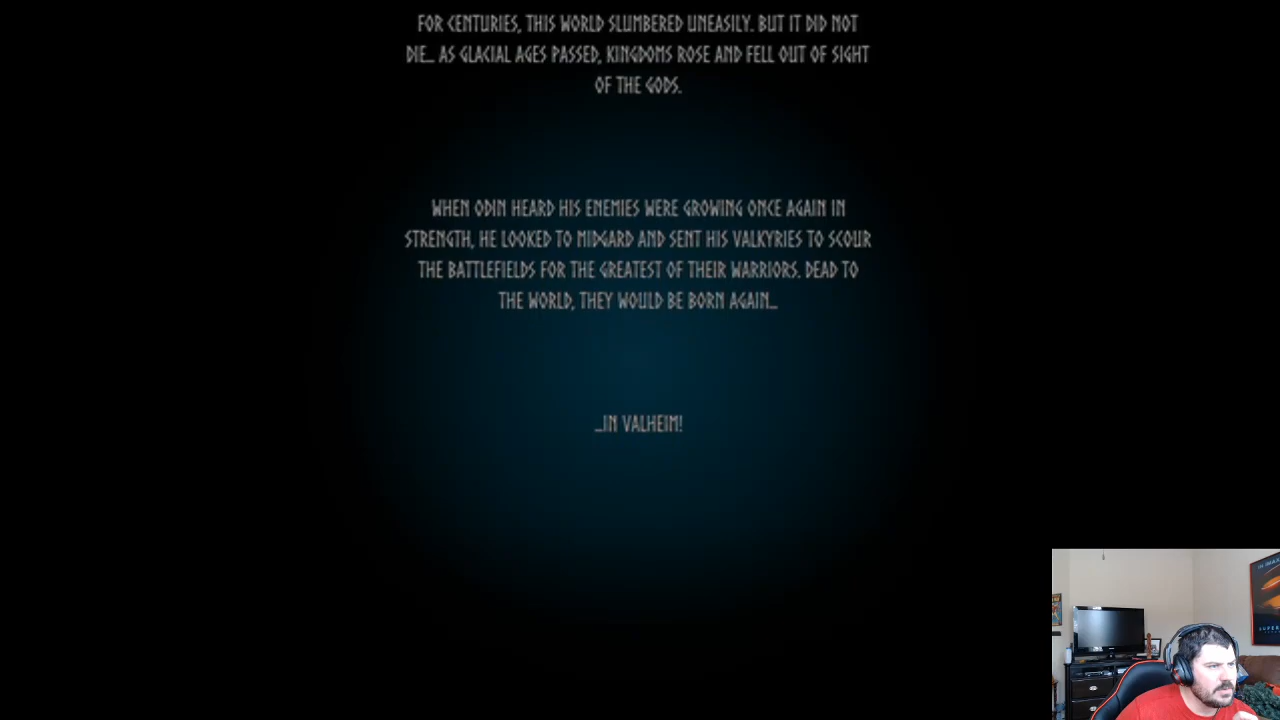 FOR CENTURIES, THIS WORLD SLUMBERED UNEASILY. BUT IT DID NOT
DIE... AS GLACIAL AGES PASSED, KINGDOMS ROSE AND FELL OUT OF SIGHT
OF THE GODS.
WHEN ODIN HEARD HIS ENEMIES WERE GROWING ONCE AGAIN IN
STRENGTH, HE LOOKED TO MIDGARD AND SENT HIS VALKYRIES TO SCOUR
THE BATTLEFIELDS FOR THE GREATEST OF THEIR WARRIORS. DEAD TO
THE WORLD, THEY WOULD BE BORN AGAIN...
...IN VALHEIM!